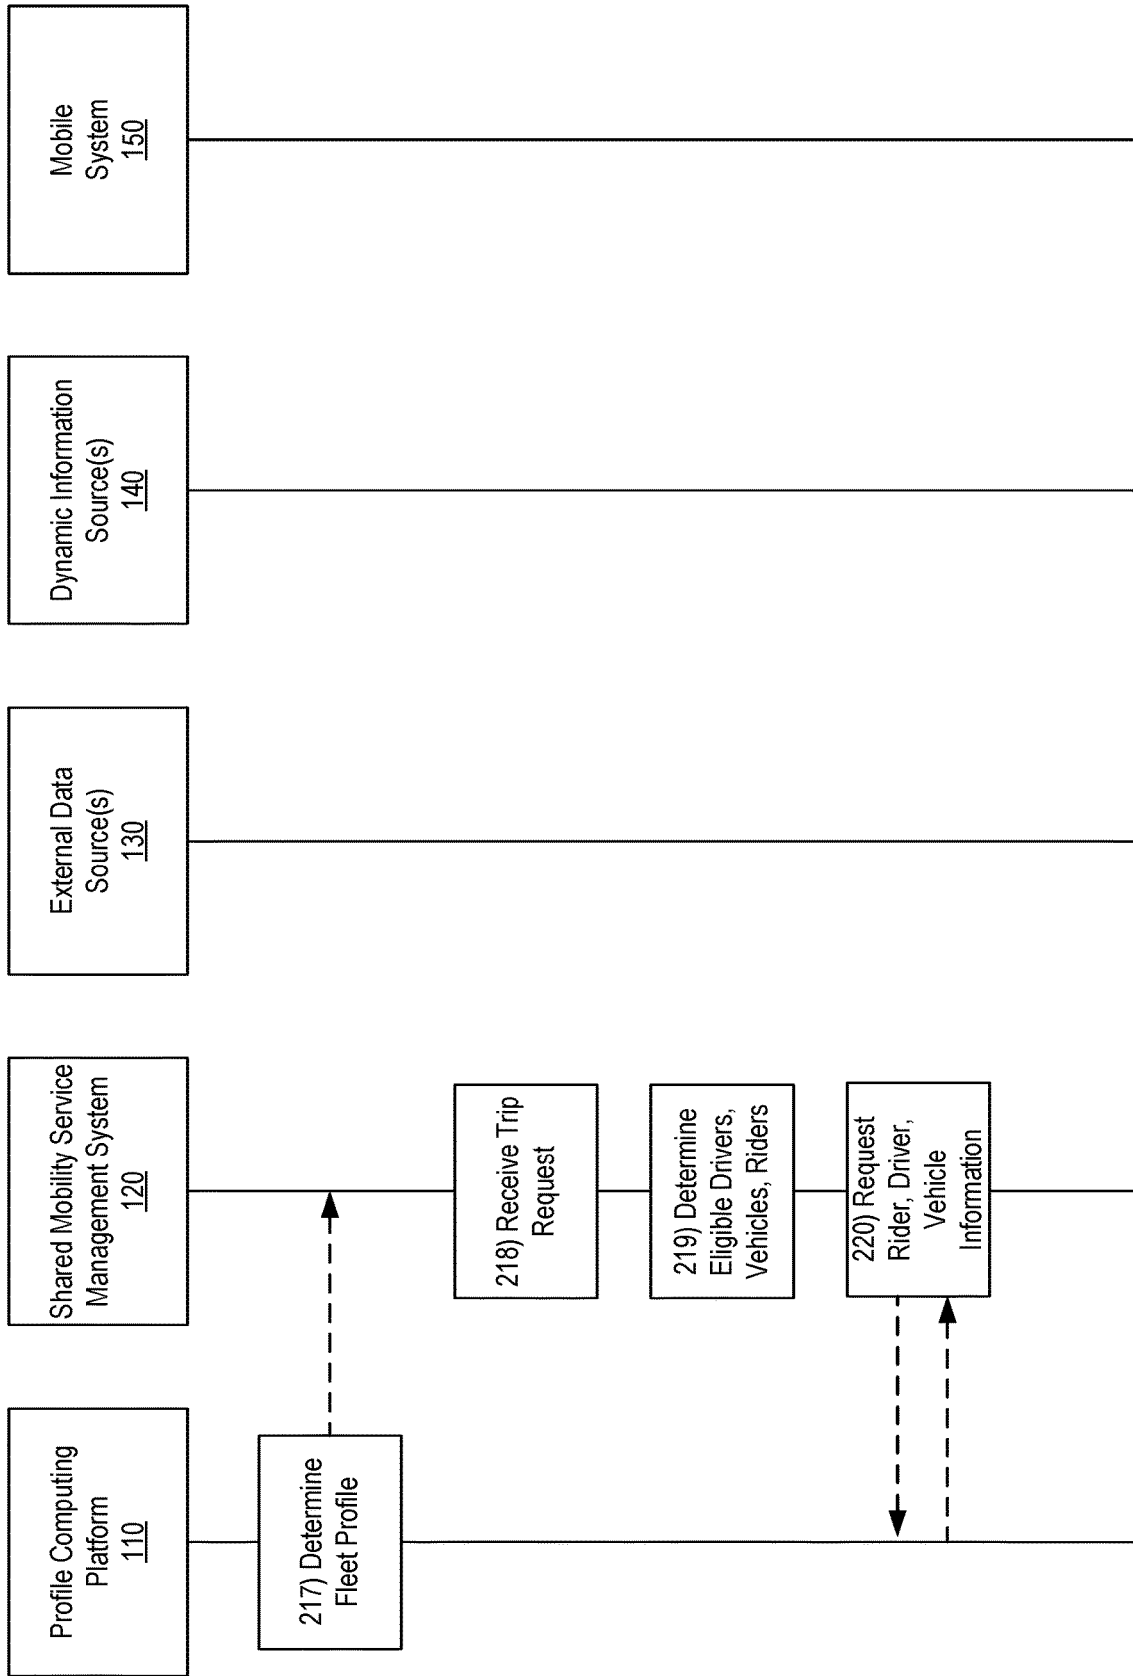 Profile Computing
Platform
110
Shared Mobility Service
Management System
120
External Data
Source(s)
130
Dynamic Information
Source(s)
140
Mobile
System
150
217) Determine
Fleet Profile
218) Receive Trip
Request
219) Determine
Eligible Drivers,
Vehicles, Riders
220) Request
Rider, Driver,
Vehicle
Information